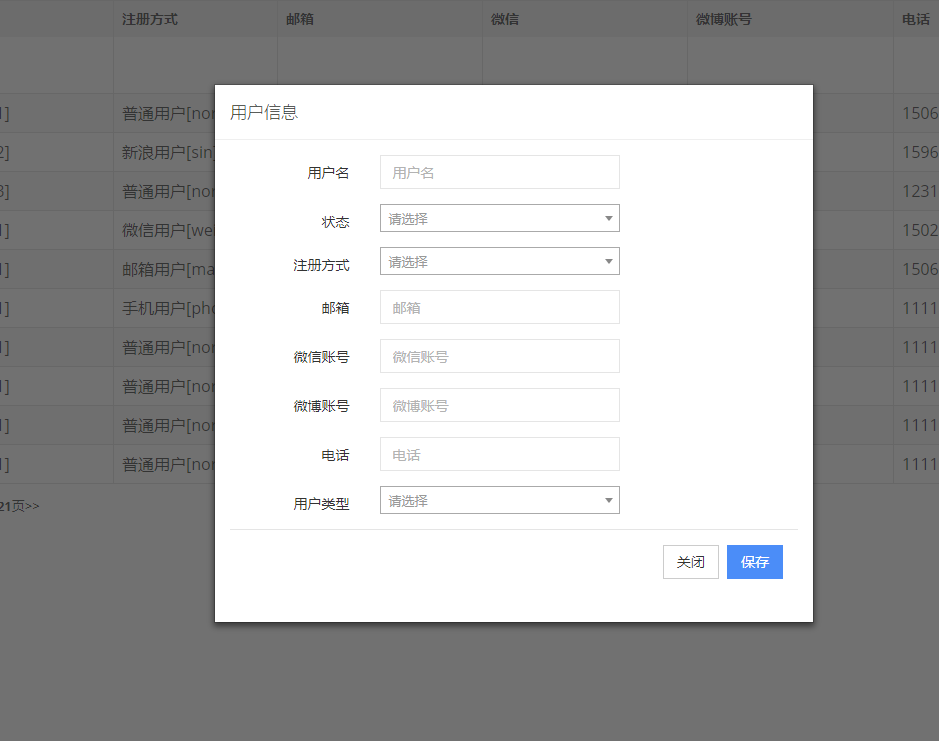 注册方式 邮箱 微信 微博账号 电话
1] 普通用户[nor 1506
2] 新浪用户[sin 1596
3] 普通用户[nor 1231
1] 微信用户[wei 1502
1] 邮箱用户[ma 1506
1] 手机用户[pho 1111
1] 普通用户[nor 1111
1] 普通用户[nor 1111
1] 普通用户[nor 1111
1] 普通用户[nor 1111
21页>>
用户信息
用户名 用户名
状态 请选择
注册方式 请选择
邮箱 邮箱
微信账号 微信账号
微博账号 微博账号
电话 电话
用户类型 请选择
关闭 保存